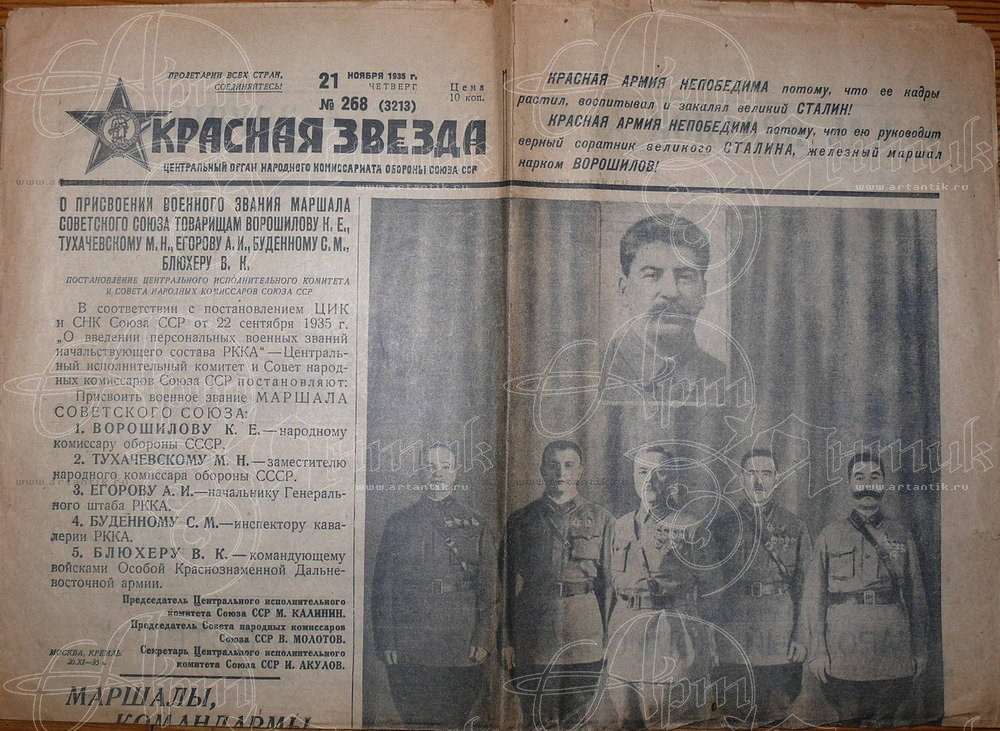 ПРОЛЕТАРИИ ВСЕХ СТРАН,
СОЕДИНЯЙТЕСЬ!
21 НОЯБРЯ 1935 г.
ЧЕТВЕРГ
№ 268 (3213)
Цена
10 коп.
КРАСНАЯ ЗВЕЗДА
ЦЕНТРАЛЬНЫЙ ОРГАН НАРОДНОГО КОМИССАРИАТА ОБОРОНЫ СОЮЗА ССР
КРАСНАЯ АРМИЯ НЕПОБЕДИМА потому, что ее кадры
растил, воспитывал и закалял великий СТАЛИН!
КРАСНАЯ АРМИЯ НЕПОБЕДИМА потому, что ею руководит
верный соратник великого СТАЛИНА, железный маршал
нарком ВОРОШИЛОВ!
О ПРИСВОЕНИИ ВОЕННОГО ЗВАНИЯ МАРШАЛА
СОВЕТСКОГО СОЮЗА ТОВАРИЩАМ ВОРОШИЛОВУ К. Е.,
ТУХАЧЕВСКОМУ М. Н., ЕГОРОВУ А. И., БУДЕННОМУ С. М.,
БЛЮХЕРУ В. К.
ПОСТАНОВЛЕНИЕ ЦЕНТРАЛЬНОГО ИСПОЛНИТЕЛЬНОГО КОМИТЕТА
И СОВЕТА НАРОДНЫХ КОМИССАРОВ СОЮЗА ССР
В соответствии с постановлением ЦИК
и СНК Союза ССР от 22 сентября 1935 г.
„О введении персональных военных званий
начальствующего состава РККА“—Централь-
ный исполнительный комитет и Совет народ-
ных комиссаров Союза ССР постановляют:
Присвоить военное звание МАРШАЛА
СОВЕТСКОГО СОЮЗА:
1. ВОРОШИЛОВУ К. Е.—народному
комиссару обороны СССР.
2. ТУХАЧЕВСКОМУ М. Н.—заместителю
народного комиссара обороны СССР.
3. ЕГОРОВУ А. И.—начальнику Генераль-
ного штаба РККА.
4. БУДЕННОМУ С. М.—инспектору кава-
лерии РККА.
5. БЛЮХЕРУ В. К.—командующему
войсками Особой Краснознаменной Дальне-
восточной армии.
Председатель Центрального исполнительного
комитета Союза ССР М. КАЛИНИН.
Председатель Совета народных комиссаров
Союза ССР В. МОЛОТОВ.
Секретарь Центрального исполнительного
комитета Союза ССР И. АКУЛОВ.
МОСКВА, КРЕМЛЬ.
20/XI—35 г.
МАРШАЛЫ,
КОМАНДАРМЫ
Арт Antik
www.artantik.ru